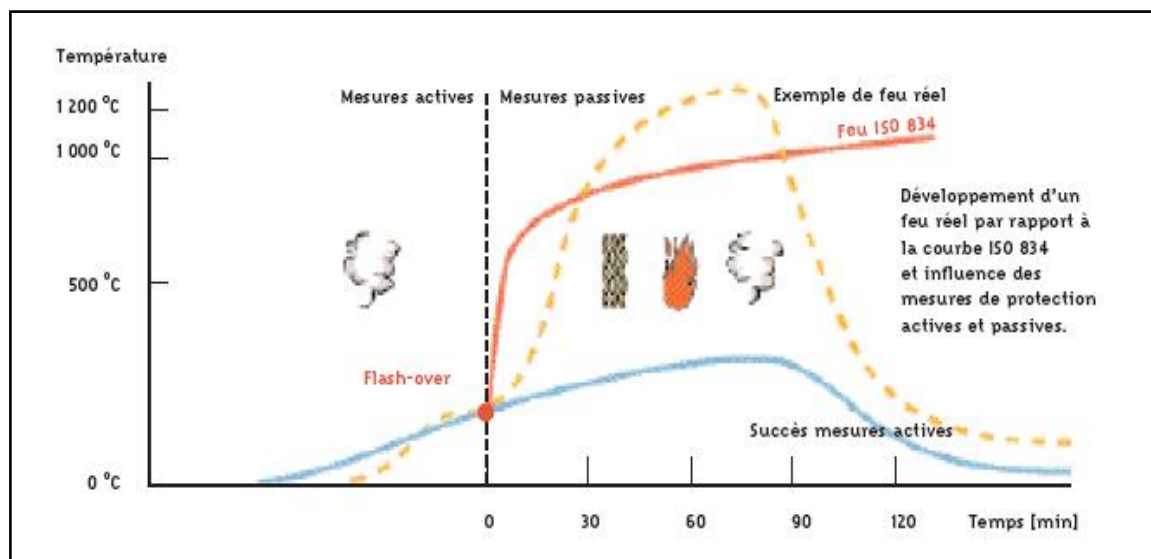 Température
Mesures actives
Mesures passives
Exemple de feu réel
1 200 °C
Feu ISO 834
1 000 °C
Développement d'un
feu réel par rapport à
la courbe ISO 834
et influence des
mesures de protection
actives et passives.
500 °C
Flash-over
Succès mesures actives
0 °C
0 30 60 90 120 Temps [min]